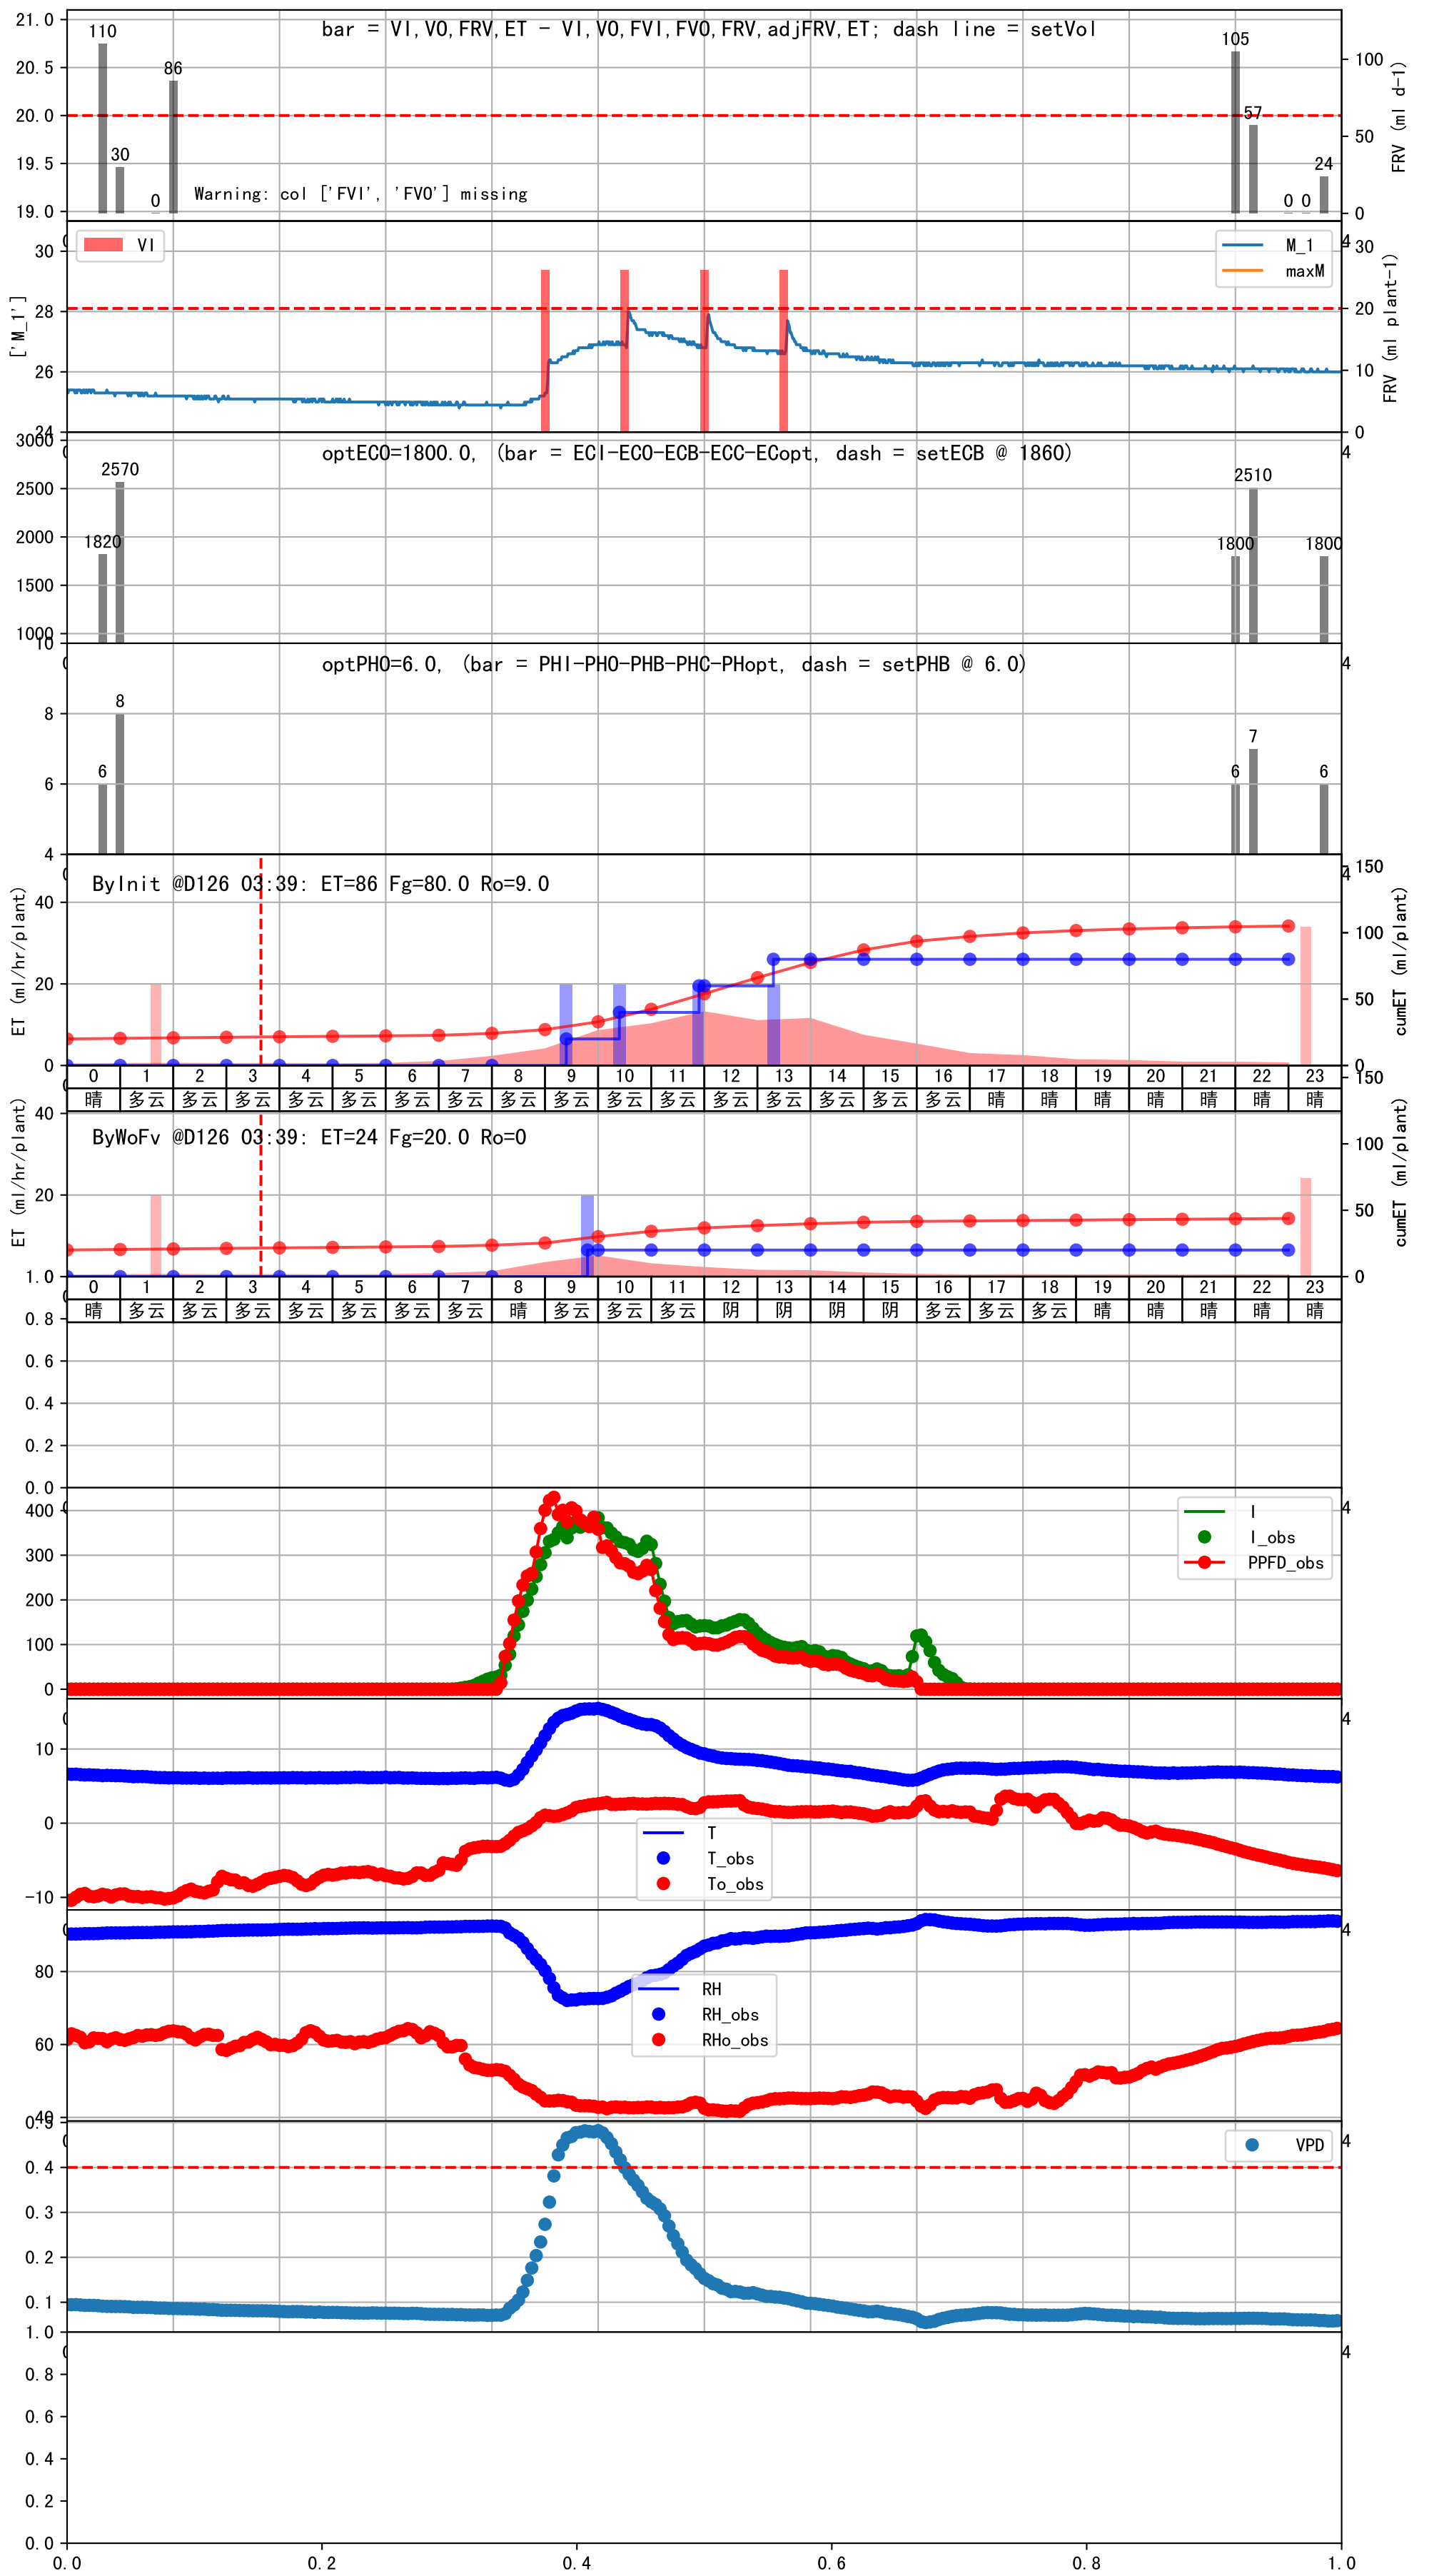 bar = VI,VO,FRV,ET - VI,VO,FVI,FVO,FRV,adjFRV,ET; dash line = setVol
21.0
20.5
20.0
19.5
19.0
110
30
0
86
105
57
0
0
24
100
50
0
FRV (ml d-1)
Warning: col ['FVI', 'FVO'] missing
VI
M_1
maxM
['M_1']
30
28
26
24
30
20
10
0
FRV (ml plant-1)
optECO=1800.0, (bar = ECI-ECO-ECB-ECC-ECopt, dash = setECB @ 1860)
3000
2500
2000
1500
1000
1820
2570
1800
2510
1800
optPHO=6.0, (bar = PHI-PHO-PHB-PHC-PHopt, dash = setPHB @ 6.0)
10
8
6
4
6
8
6
7
6
ByInit @D126 03:39: ET=86 Fg=80.0 Ro=9.0
ET (ml/hr/plant)
40
20
0
150
100
50
0
cumET (ml/plant)
0 1 2 3 4 5 6 7 8 9 10 11 12 13 14 15 16 17 18 19 20 21 22 23
晴 多云 多云 多云 多云 多云 多云 多云 多云 多云 多云 多云 多云 多云 多云 多云 多云 晴 晴 晴 晴 晴 晴 晴
ByWoFv @D126 03:39: ET=24 Fg=20.0 Ro=0
ET (ml/hr/plant)
40
20
150
100
50
0
cumET (ml/plant)
0 1 2 3 4 5 6 7 8 9 10 11 12 13 14 15 16 17 18 19 20 21 22 23
晴 多云 多云 多云 多云 多云 多云 多云 晴 多云 多云 多云 阴 阴 阴 阴 多云 多云 多云 晴 晴 晴 晴 晴
1.0
0.8
0.6
0.4
0.2
0.0
400
300
200
100
0
I
I_obs
PPFD_obs
10
0
-10
T
T_obs
To_obs
80
60
40
RH
RH_obs
RHo_obs
0.5
0.4
0.3
0.2
0.1
VPD
1.0
0.8
0.6
0.4
0.2
0.0
0.0 0.2 0.4 0.6 0.8 1.0